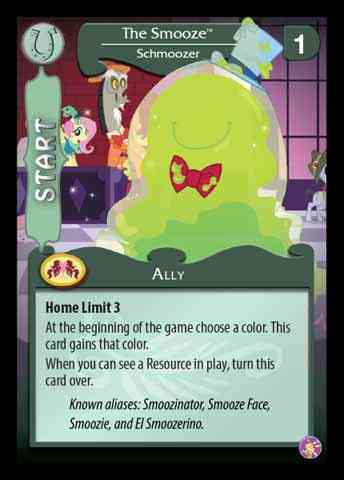 The Smooze™
Schmoozer
1
START
ALLY
Home Limit 3
At the beginning of the game choose a color. This
card gains that color.
When you can see a Resource in play, turn this
card over.
Known aliases: Smoozinator, Smooze Face,
Smoozie, and El Smoozerino.